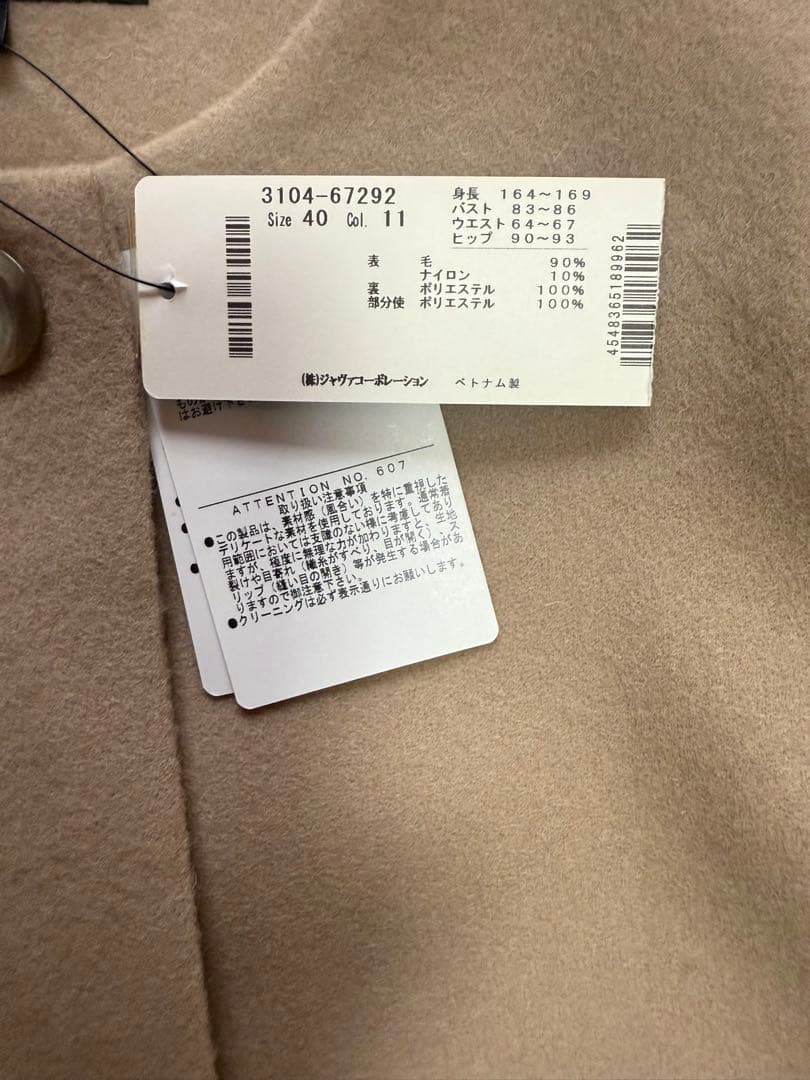 3104-67292
Size 40 Col. 11
身長 164~169
バスト 83~86
ウエスト 64~67
ヒップ 90~93
表 毛 90%
ナイロン 10%
裏 ポリエステル 100%
部分使 ポリエステル 100%
4548365189962
(株)ジャヴァコーポレーション ベトナム製
はお避け下さ
ATTENTION NO.607
取り扱い注意事項
●この製品は、素材感(風合い)を特に重視した
デリケートな素材を使用しております。通常着
用範囲においては支障のない様に考慮してあり
ますが、極度に無理な力が加わりますと、生地
裂けや目寄れ(織糸がすべり、目が開く)ス
リップ(縫い目の開き)等が発生する場合があ
りますので御注意下さい。
●クリーニングは必ず表示通りにお願いします。